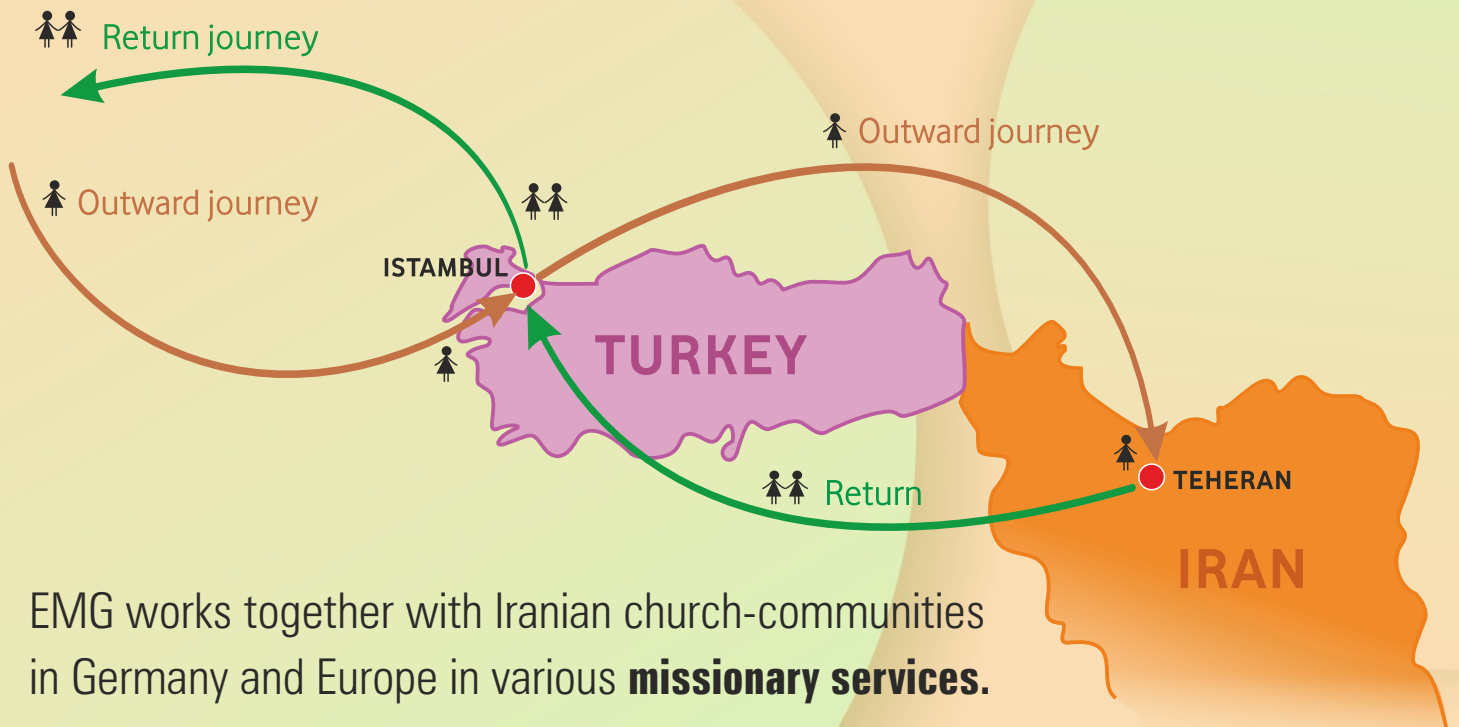 Return journey
Outward journey
Outward journey
ISTAMBUL
TURKEY
Return
TEHERAN
IRAN
EMG works together with Iranian church-communities
in Germany and Europe in various missionary services.